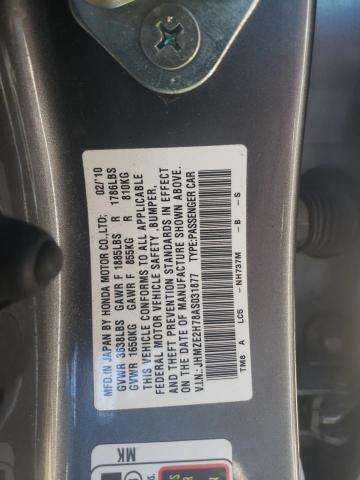 MFD.IN JAPAN BY HONDA MOTOR CO.,LTD. 02/'10
GVWR 3638LBS GAWR F 1885LBS R 1786LBS
GVWR 1650KG GAWR F 855KG R 810KG
THIS VEHICLE CONFORMS TO ALL APPLICABLE
FEDERAL MOTOR VEHICLE SAFETY, BUMPER,
AND THEFT PREVENTION STANDARDS IN EFFECT
ON THE DATE OF MANUFACTURE SHOWN ABOVE.
V.I.N.:JHMZE2H78AS031877 TYPE:PASSENGER CAR
TM8 A LC5 -NH737M -B -S
MK